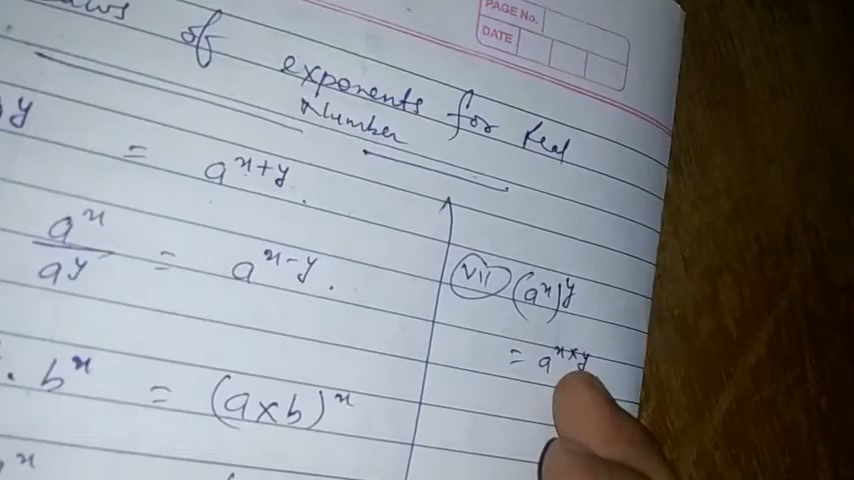 PAGE No.
DATE
of exponents for Real
Number
y
= a^{x+y}.
a^x / a^y = a^{x-y}.
. b^x = (a×b)^x
x
(VII) (a^x)^y
= a^{x×y}